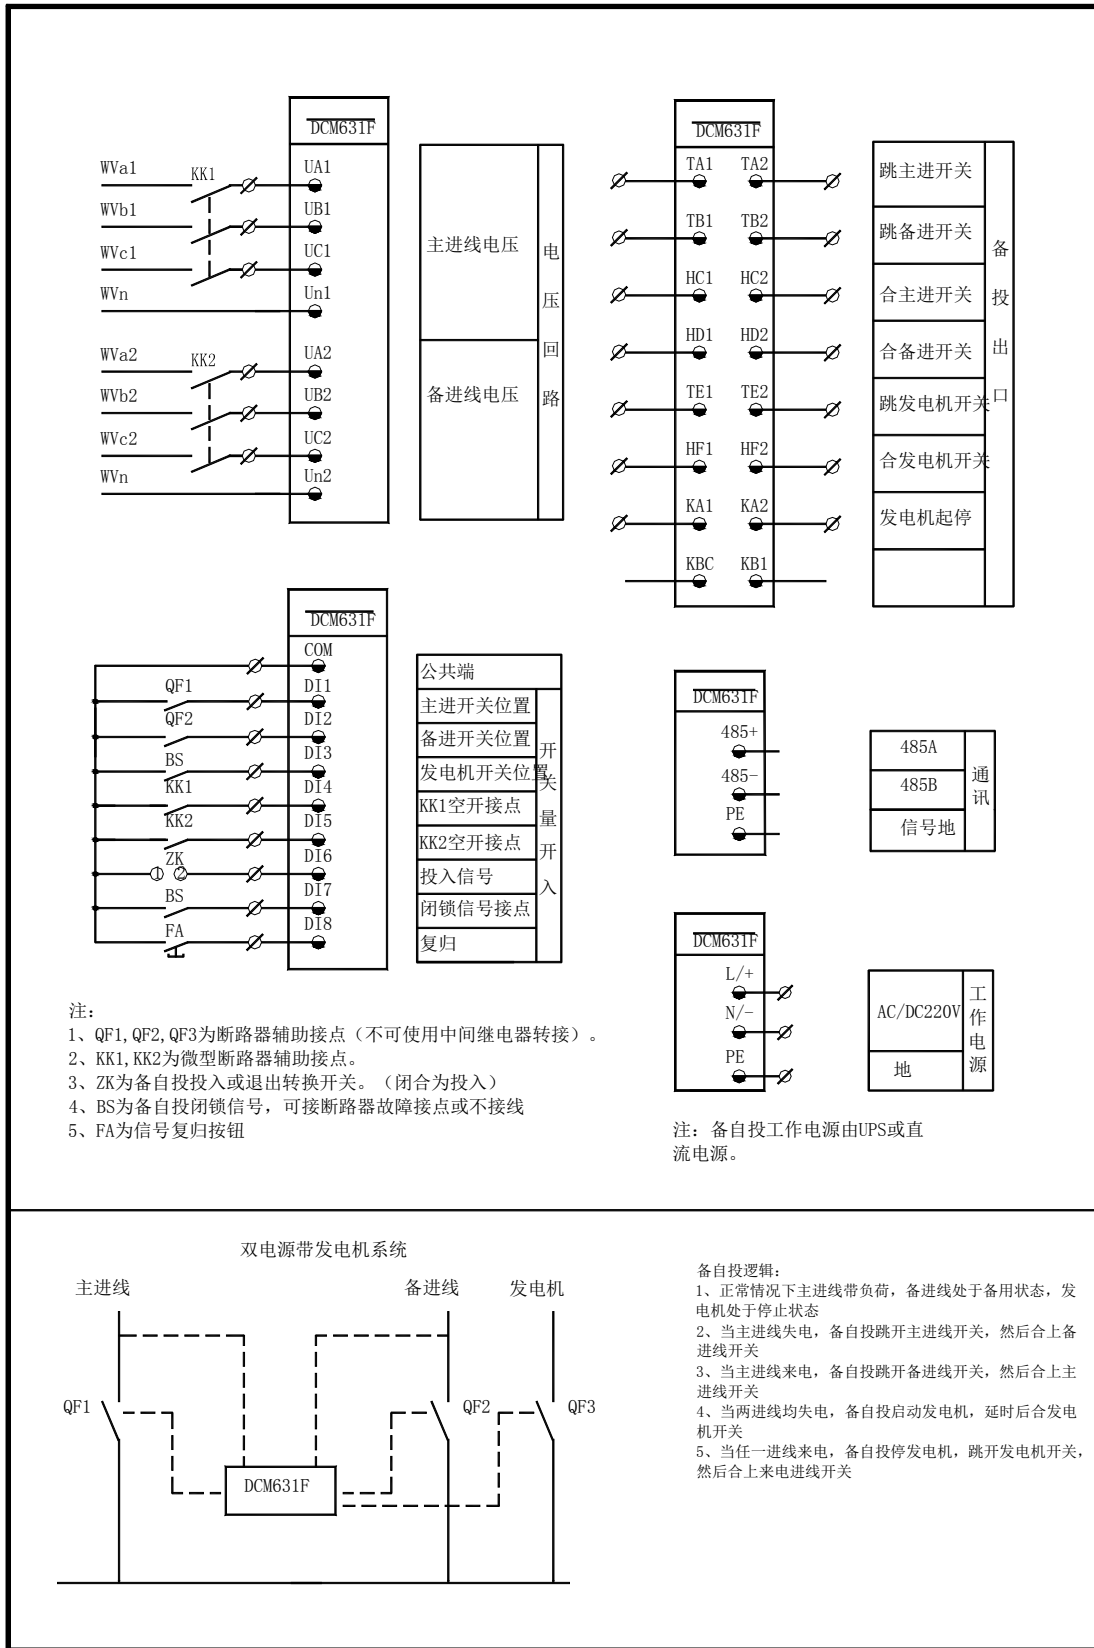 DCM631F
WVa1
KK1
UA1
WVb1
UB1
WVc1
UC1
WVn
Un1
WVa2
KK2
UA2
WVb2
UB2
WVc2
UC2
WVn
Un2
主进线电压
备进线电压
电压回路
DCM631F
TA1 TA2
TB1 TB2
HC1 HC2
HD1 HD2
TE1 TE2
HF1 HF2
KA1 KA2
KBC KB1
跳主进开关
跳备进开关
合主进开关
合备进开关
跳发电机开关
合发电机开关
发电机起停
备投出口
DCM631F
COM
QF1 DI1
QF2 DI2
BS DI3
KK1 DI4
KK2 DI5
ZK DI6
1 2
BS DI7
FA DI8
公共端
主进开关位置
备进开关位置
发电机开关位置
KK1空开接点
KK2空开接点
投入信号
闭锁信号接点
复归
开关量开入
DCM631F
485+
485-
PE
485A
485B
信号地
通讯
DCM631F
L/+
N/-
PE
AC/DC220V
地
工作电源
注：
1、QF1,QF2,QF3为断路器辅助接点（不可使用中间继电器转接）。
2、KK1,KK2为微型断路器辅助接点。
3、ZK为备自投投入或退出转换开关。（闭合为投入）
4、BS为备自投闭锁信号，可接断路器故障接点或不接线
5、FA为信号复归按钮
注：备自投工作电源由UPS或直
流电源。
双电源带发电机系统
主进线
备进线
发电机
QF1
QF2
QF3
DCM631F
备自投逻辑：
1、正常情况下主进线带负荷，备进线处于备用状态，发
电机处于停止状态
2、当主进线失电，备自投跳开主进线开关，然后合上备
进线开关
3、当主进线来电，备自投跳开备进线开关，然后合上主
进线开关
4、当两进线均失电，备自投启动发电机，延时后合发电
机开关
5、当任一进线来电，备自投停发电机，跳开发电机开关，
然后合上来电进线开关